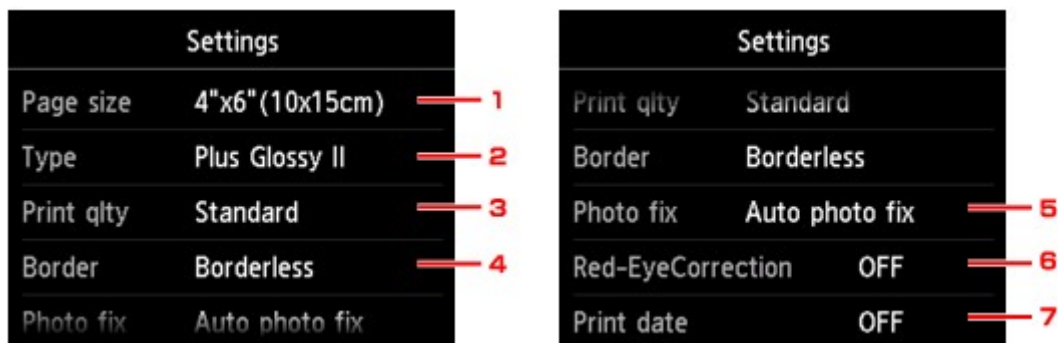 Settings
Page size 4"x6"(10x15cm) 1
Type Plus Glossy II 2
Print qlty Standard 3
Border Borderless 4
Photo fix Auto photo fix
Settings
Print qlty Standard
Border Borderless
Photo fix Auto photo fix 5
Red-EyeCorrection OFF 6
Print date OFF 7